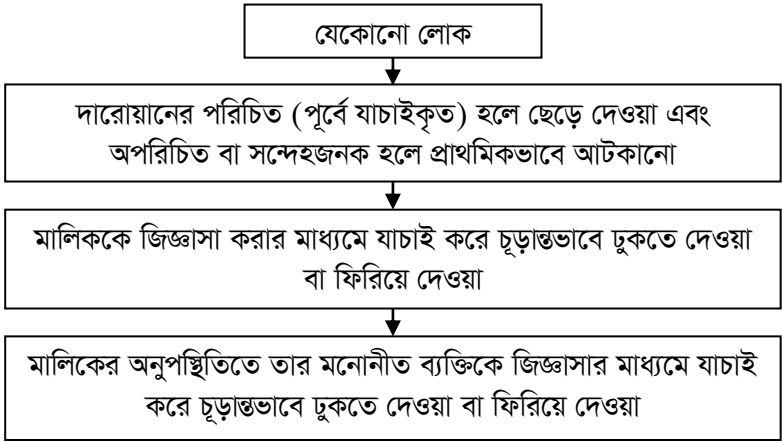 যেকোনো লোক
দারোয়ানের পরিচিত (পূর্বে যাচাইকৃত) হলে ছেড়ে দেওয়া এবং
অপরিচিত বা সন্দেহজনক হলে প্রাথমিকভাবে আটকানো
মালিককে জিজ্ঞাসা করার মাধ্যমে যাচাই করে চূড়ান্তভাবে ঢুকতে দেওয়া
বা ফিরিয়ে দেওয়া
মালিকের অনুপস্থিতিতে তার মনোনীত ব্যক্তিকে জিজ্ঞাসার মাধ্যমে যাচাই
করে চূড়ান্তভাবে ঢুকতে দেওয়া বা ফিরিয়ে দেওয়া